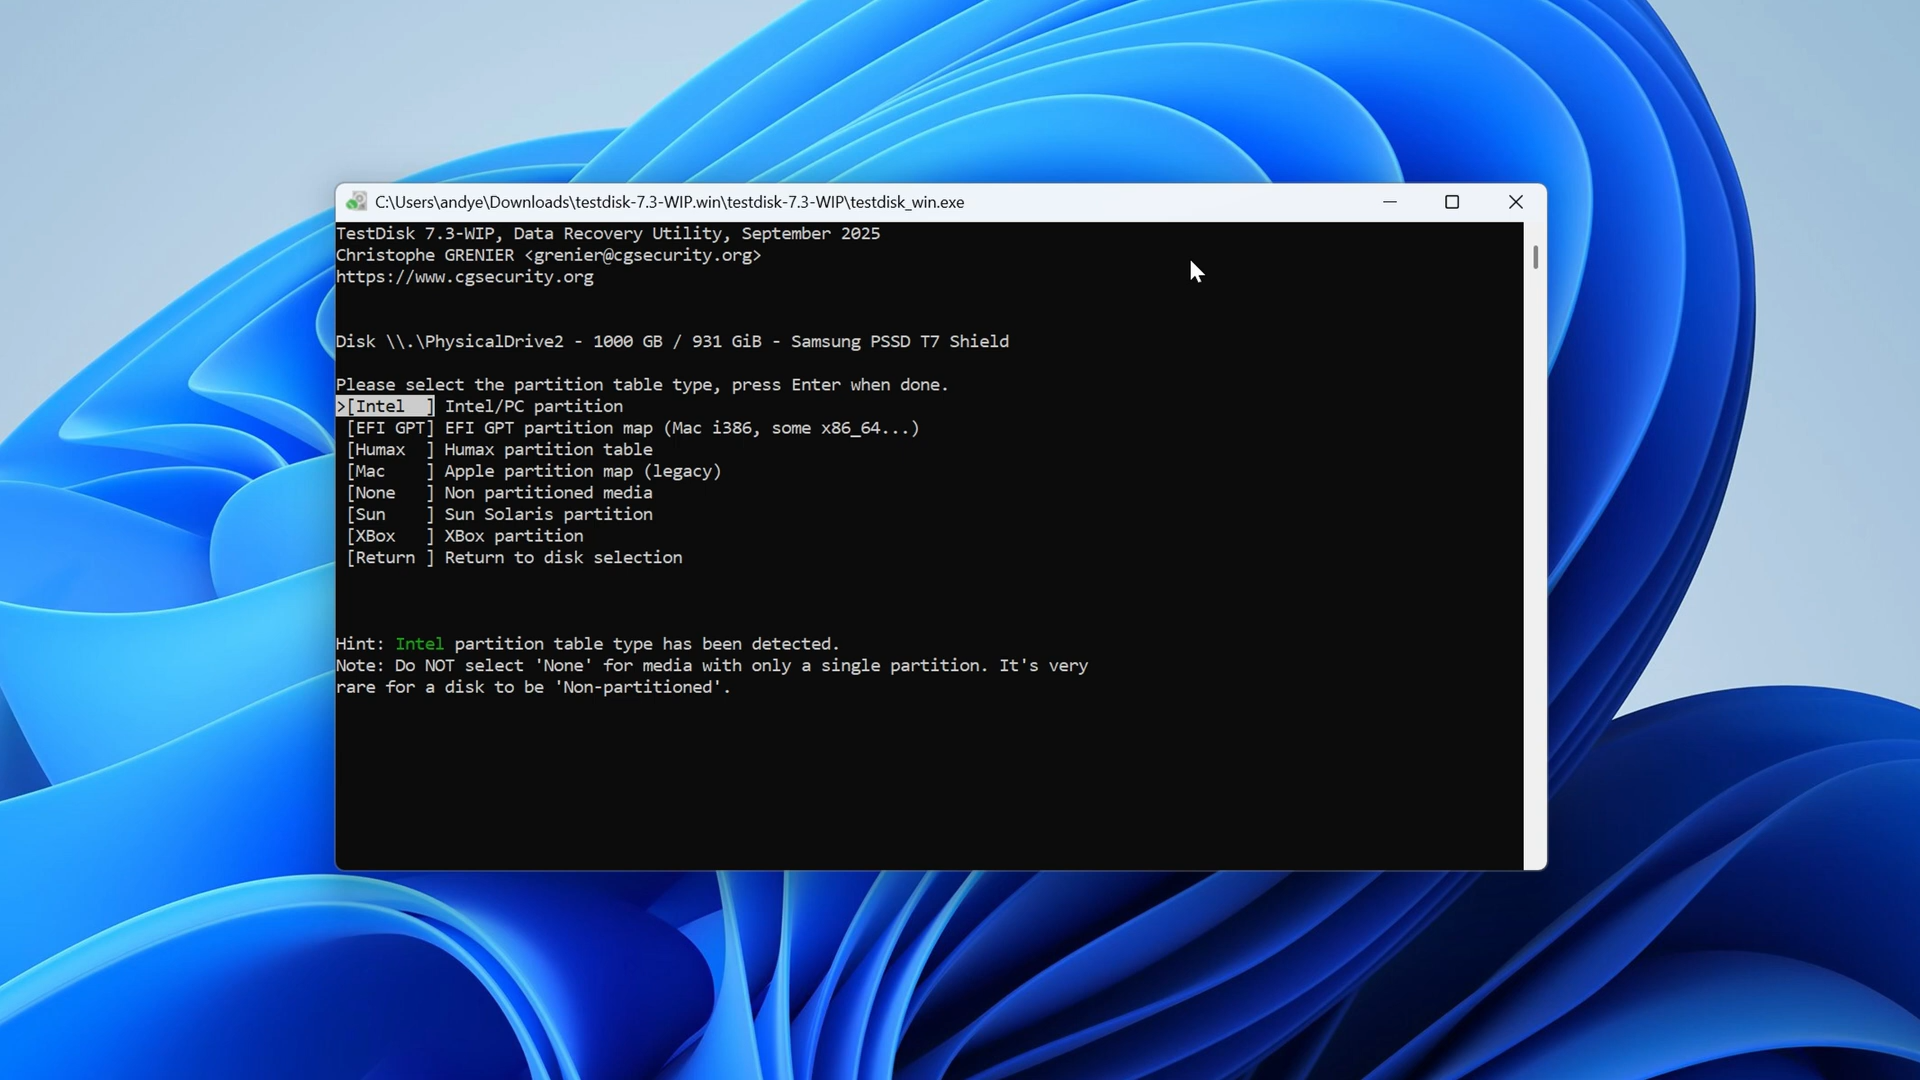 C:\Users\andye\Downloads\testdisk-7.3-WIP.win\testdisk-7.3-WIP\testdisk_win.exe
TestDisk 7.3-WIP, Data Recovery Utility, September 2025
Christophe GRENIER <grenier@cgsecurity.org>
https://www.cgsecurity.org
Disk \\.\PhysicalDrive2 - 1000 GB / 931 GiB - Samsung PSSD T7 Shield
Please select the partition table type, press Enter when done.
>[Intel  ] Intel/PC partition
 [EFI GPT] EFI GPT partition map (Mac i386, some x86_64...)
 [Humax  ] Humax partition table
 [Mac    ] Apple partition map (legacy)
 [None   ] Non partitioned media
 [Sun    ] Sun Solaris partition
 [XBox   ] XBox partition
 [Return ] Return to disk selection
Hint: Intel partition table type has been detected.
Note: Do NOT select 'None' for media with only a single partition. It's very
rare for a disk to be 'Non-partitioned'.